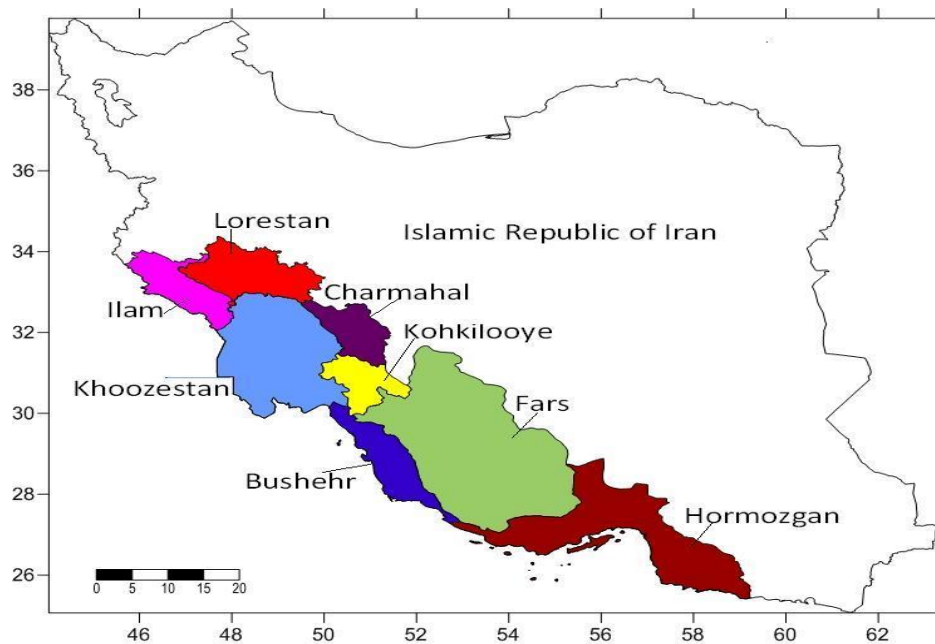 38
36
34
32
30
28
26
Lorestan
Islamic Republic of Iran
Ilam
Charmahal
Kohkilooye
Khoozestan
Fars
Bushehr
Hormozgan
0 5 10 15 20
46 48 50 52 54 56 58 60 62